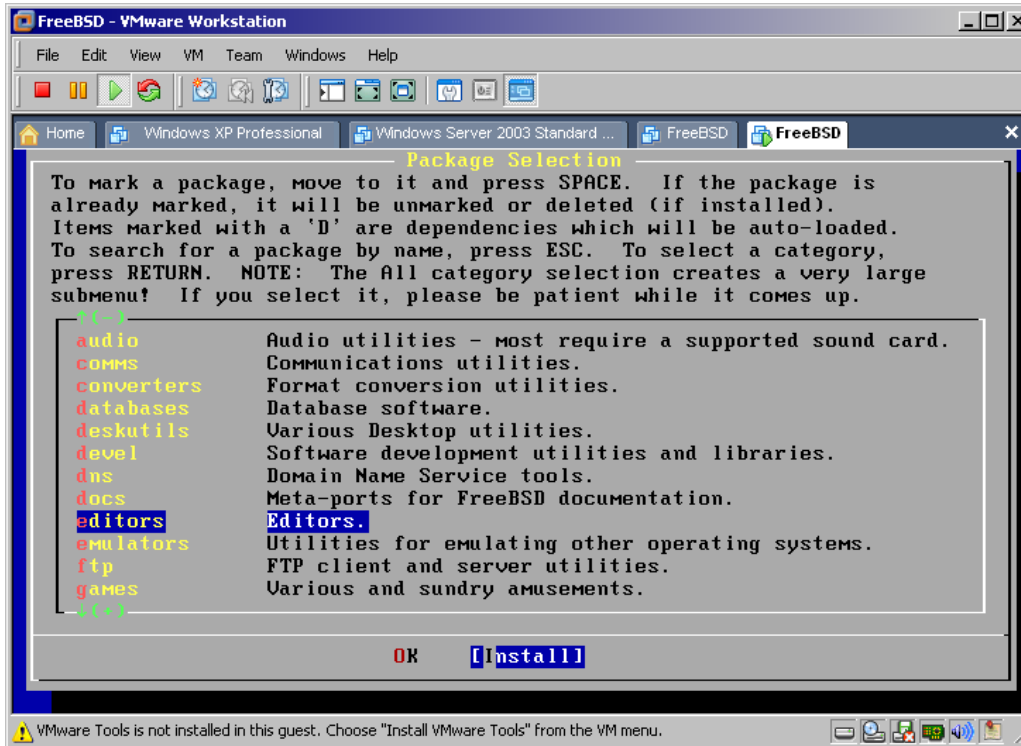 FreeBSD - VMware Workstation
File Edit View VM Team Windows Help
Home Windows XP Professional Windows Server 2003 Standard ... FreeBSD FreeBSD
Package Selection
To mark a package, move to it and press SPACE. If the package is
already marked, it will be unmarked or deleted (if installed).
Items marked with a 'D' are dependencies which will be auto-loaded.
To search for a package by name, press ESC. To select a category,
press RETURN. NOTE: The All category selection creates a very large
submenu! If you select it, please be patient while it comes up.
↑(-)
audio Audio utilities - most require a supported sound card.
comms Communications utilities.
converters Format conversion utilities.
databases Database software.
deskutils Various Desktop utilities.
devel Software development utilities and libraries.
dns Domain Name Service tools.
docs Meta-ports for FreeBSD documentation.
editors Editors.
emulators Utilities for emulating other operating systems.
ftp FTP client and server utilities.
games Various and sundry amusements.
↓(+)
OK [Install]
VMware Tools is not installed in this guest. Choose "Install VMware Tools" from the VM menu.